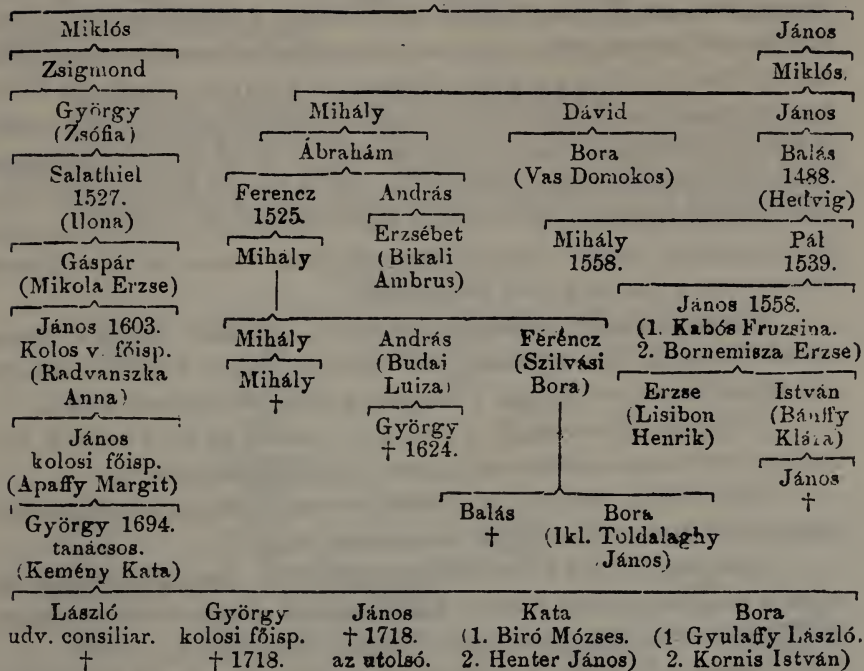 Miklós János
Zsigmond Miklós.
György Mihály Dávid János
(Zsófia) Ábrahám Bora Balás
Salathiel (Vas Domokos) 1488.
1527. Ferencz András (Hedvig)
(Ilona) 1525. Erzsébet Mihály Pál
Gáspár Mihály (Bikali 1558. 1539.
(Mikola Erzse) Ambrus)
János 1558.
János 1603. Mihály András Ferencz (1. Kabós Fruzsina.
Kolos v. főisp. (Budai (Szilvási 2. Bornemisza Erzse)
(Radvanszka Mihály Luiza) Bora) Erzse István
Anna) † (Lisibon (Bánffy
György Henrik) Klára)
János † 1624.
kolosi főisp. János
(Apaffy Margit) †
Balás Bora
György 1694. † (Ikl. Toldalaghy
tanácsos. János)
(Kemény Kata)
László György János Kata Bora
udv. consiliar. kolosi főisp. † 1718. (1. Biró Mózses. (1 Gyulaffy László.
† † 1718. az utolsó. 2. Henter János) 2. Kornis István)